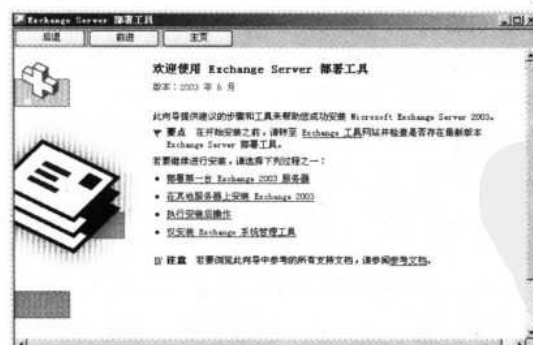 Exchange Server 部署工具
后退 前进 主页
欢迎使用 Exchange Server 部署工具
版本：2003 年 6 月
此向导提供建议的步骤和工具来帮助您成功安装 Microsoft Exchange Server 2003。
要点 在开始安装之前，请转至 Exchange 工具网站并检查是否存在最新版本
Exchange Server 部署工具。
若要继续进行安装，请选择下列过程之一：
• 部署第一台 Exchange 2003 服务器
• 在其他服务器上安装 Exchange 2003
• 执行安装后操作
• 仅安装 Exchange 系统管理工具
注意 若要浏览此向导中参考的所有支持文档，请参阅参考文档。